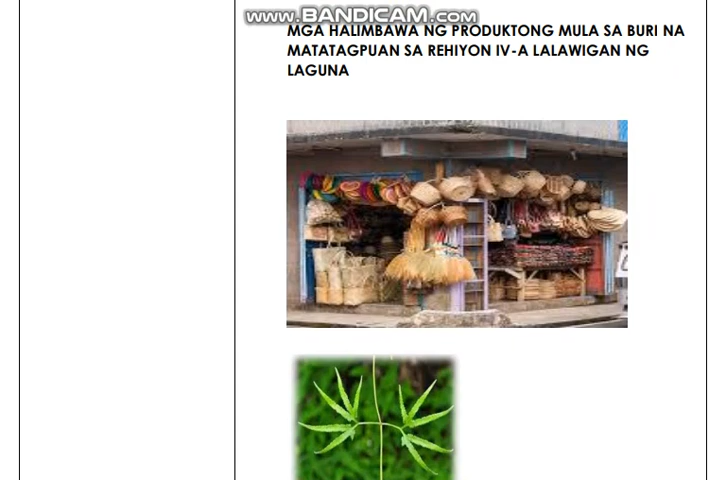 www.BANDICAM.com
MGA HALIMBAWA NG PRODUKTONG MULA SA BURI NA
MATATAGPUAN SA REHIYON IV-A LALAWIGAN NG
LAGUNA